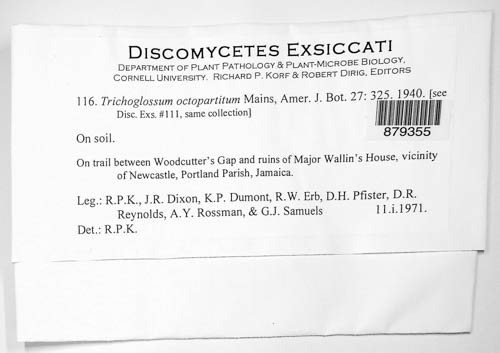 DISCOMYCETES EXSICCATI
DEPARTMENT OF PLANT PATHOLOGY & PLANT-MICROBE BIOLOGY,
CORNELL UNIVERSITY. RICHARD P. KORF & ROBERT DIRIG, EDITORS
116. Trichoglossum octopartitum Mains, Amer. J. Bot. 27: 325. 1940. [see
Disc. Exs. #111, same collection]
879355
On soil.
On trail between Woodcutter's Gap and ruins of Major Wallin's House, vicinity
of Newcastle, Portland Parish, Jamaica.
Leg.: R.P.K., J.R. Dixon, K.P. Dumont, R.W. Erb, D.H. Pfister, D.R.
Reynolds, A.Y. Rossman, & G.J. Samuels 11.i.1971.
Det.: R.P.K.